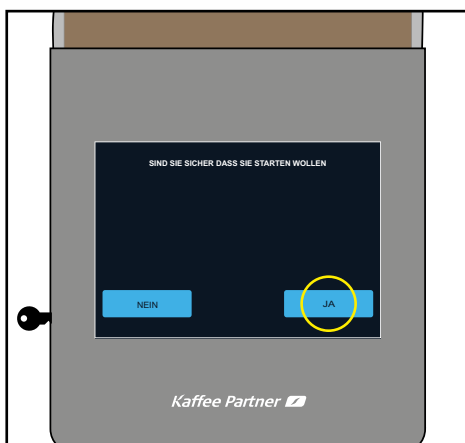 SIND SIE SICHER DASS SIE STARTEN WOLLEN
NEIN
JA
Kaffee Partner